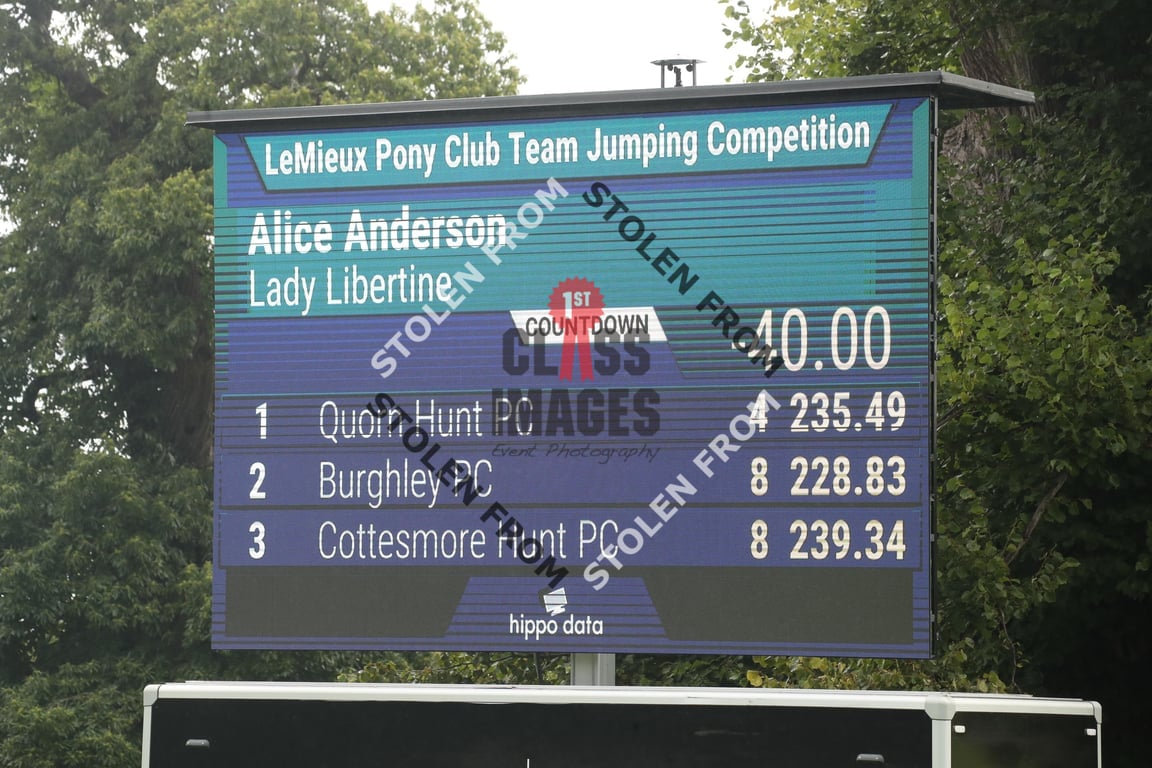 LeMieux Pony Club Team Jumping Competition
Alice Anderson
Lady Libertine
COUNTDOWN 40.00
1 Quorn Hunt PC 4 235.49
2 Burghley PC 8 228.83
3 Cottesmore Hunt PC 8 239.34
hippo data
STOLEN FROM
STOLEN FROM
1ST
CLASS
IMAGES
Event Photography
STOLEN FROM
STOLEN FROM